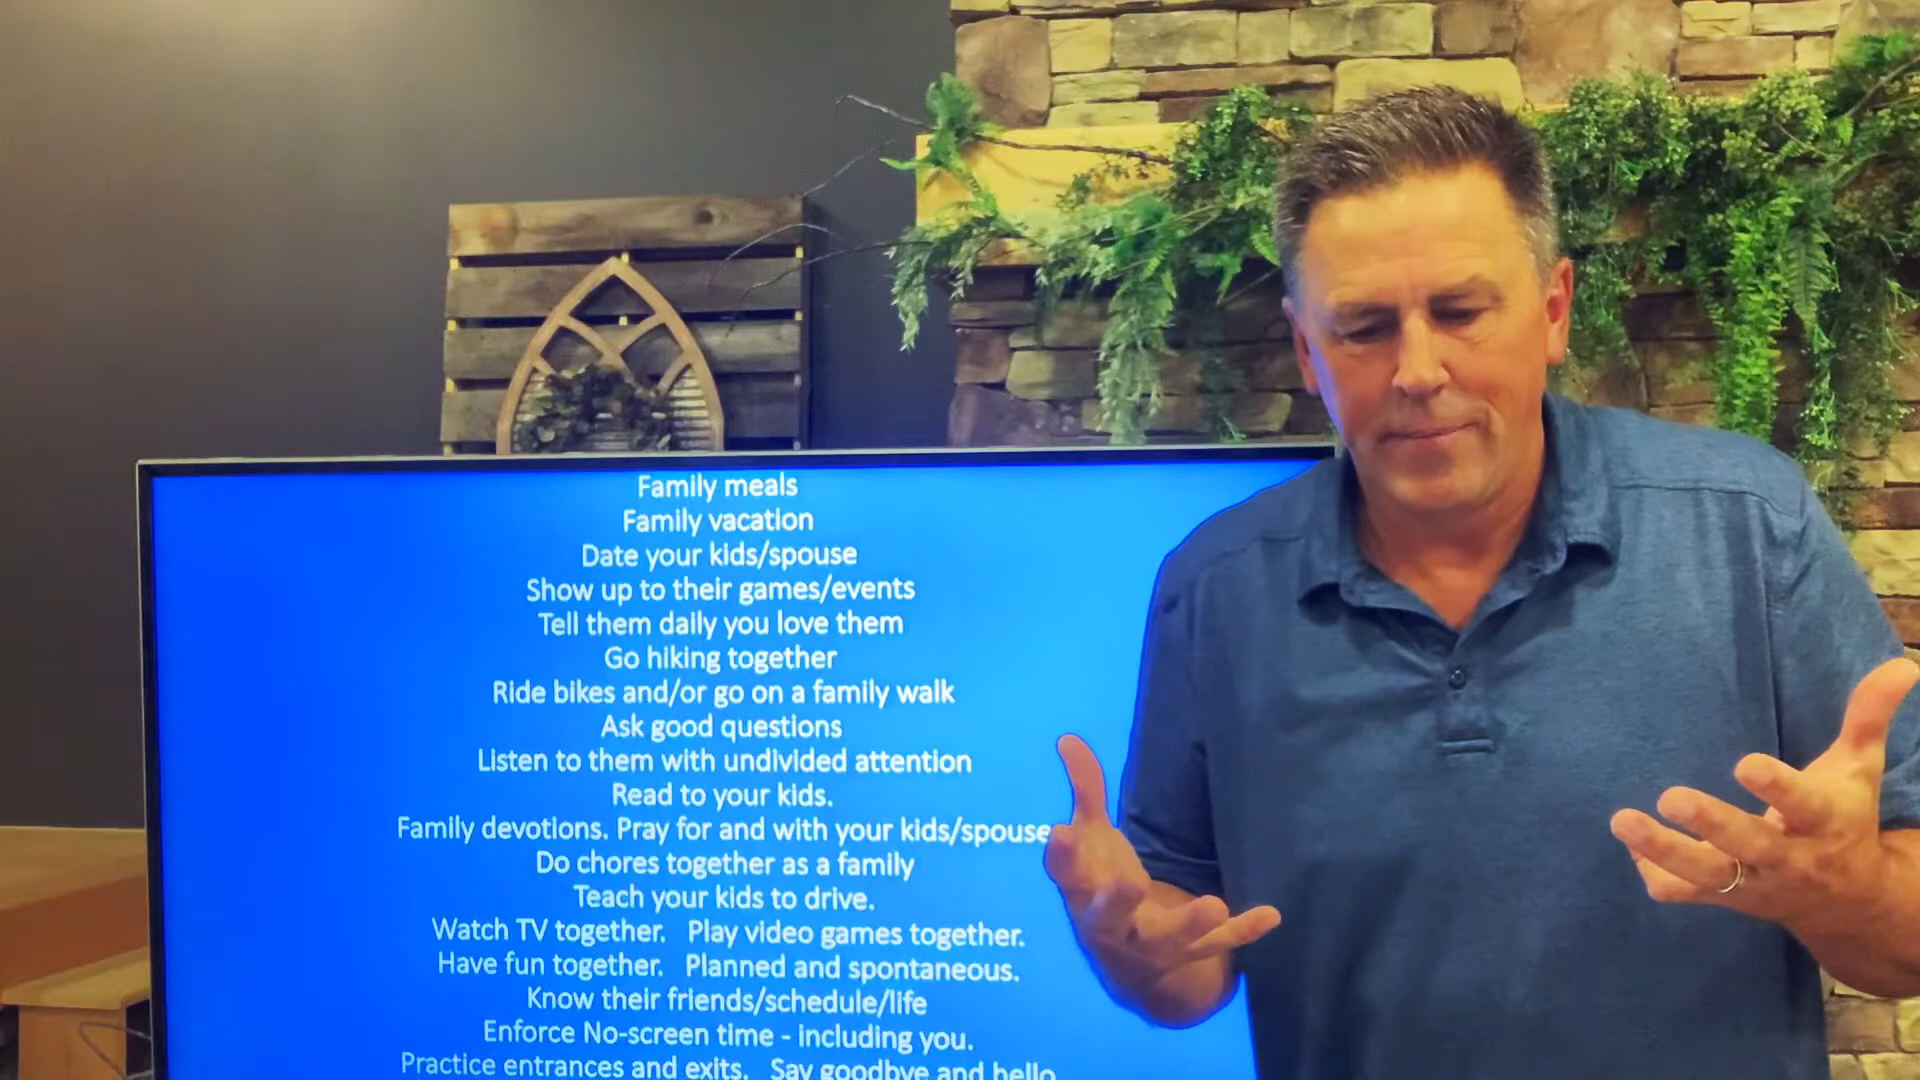 Family meals
Family vacation
Date your kids/spouse
Show up to their games/events
Tell them daily you love them
Go hiking together
Ride bikes and/or go on a family walk
Ask good questions
Listen to them with undivided attention
Read to your kids.
Family devotions. Pray for and with your kids/spouse
Do chores together as a family
Teach your kids to drive.
Watch TV together. Play video games together.
Have fun together. Planned and spontaneous.
Know their friends/schedule/life
Enforce No-screen time - including you.
Practice entrances and exits. Say goodbye and hello